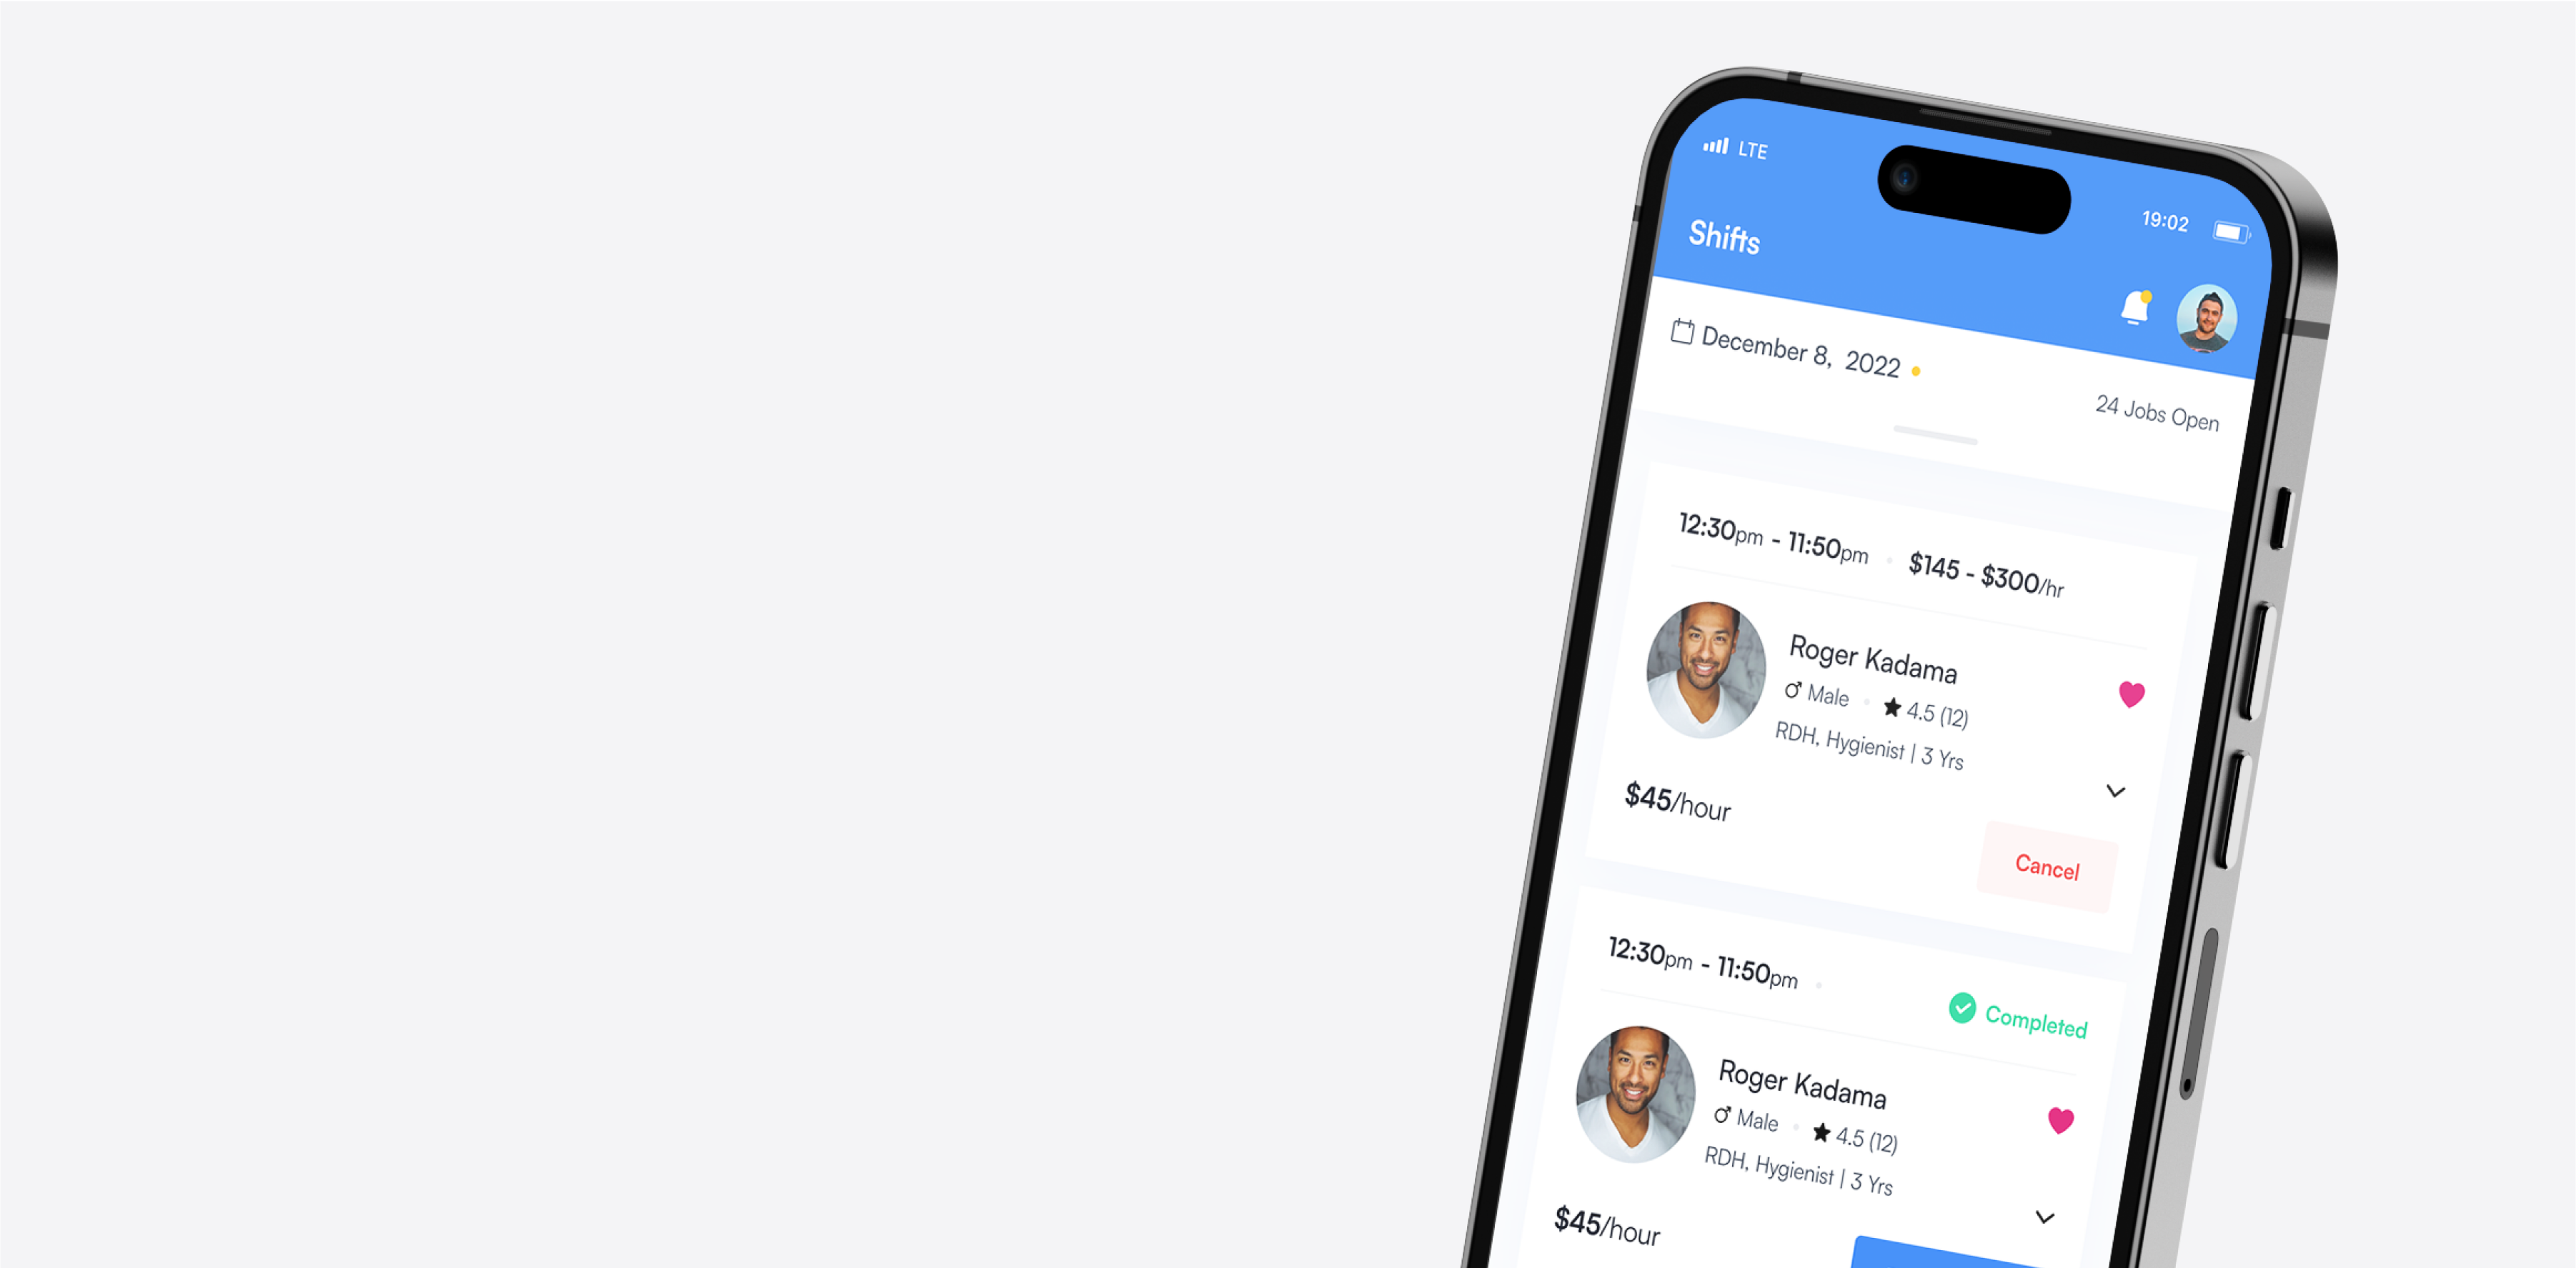 LTE
19:02
Shifts
December 8, 2022
24 Jobs Open
12:30pm - 11:50pm $145 - $300/hr
Roger Kadama
Male ★ 4.5 (12)
RDH, Hygienist | 3 Yrs
$45/hour
Cancel
12:30pm - 11:50pm
Completed
Roger Kadama
Male ★ 4.5 (12)
RDH, Hygienist | 3 Yrs
$45/hour